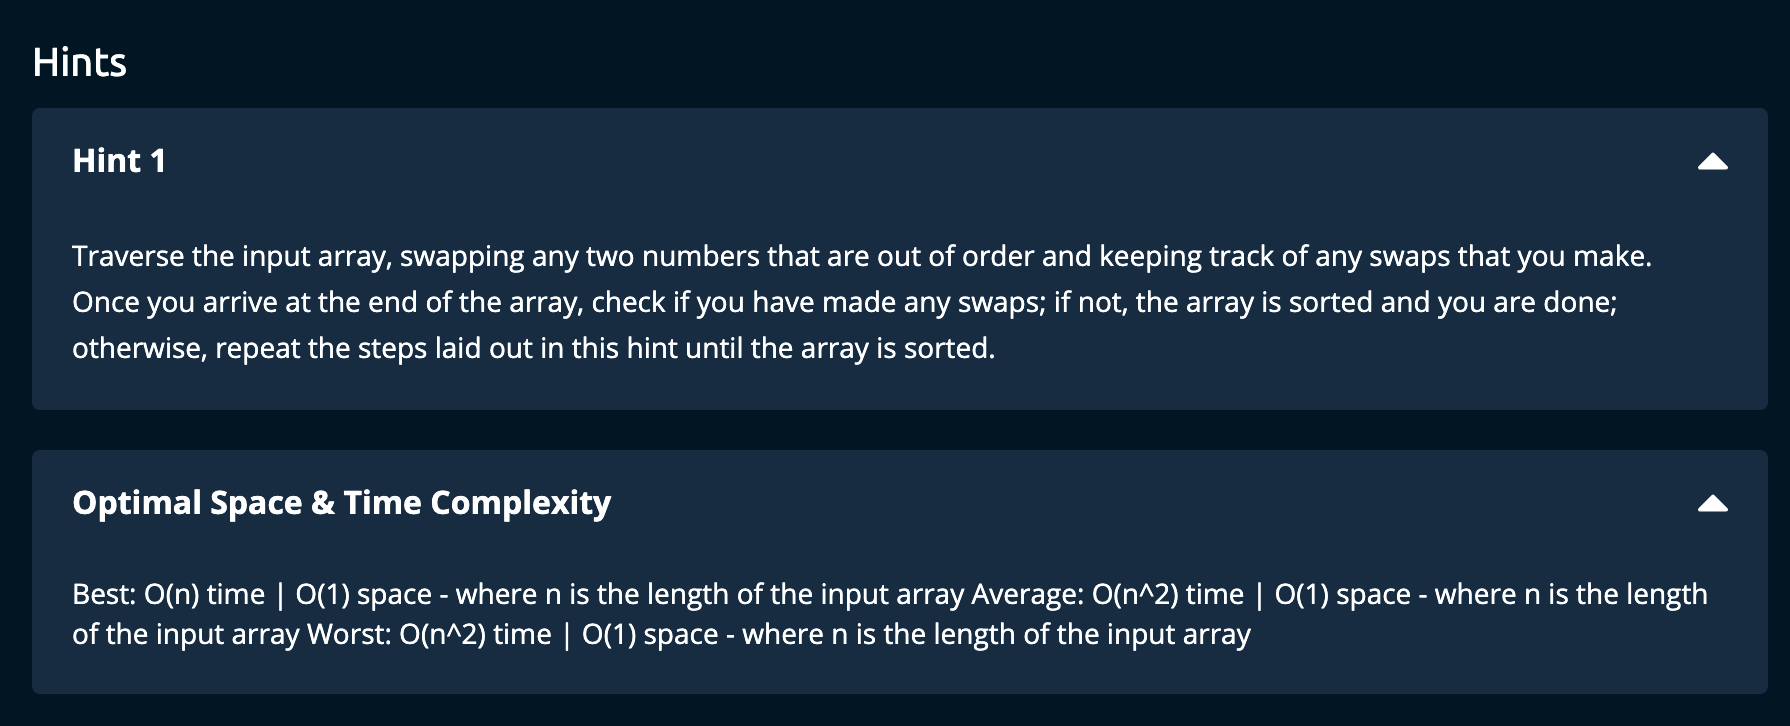 Hints
Hint 1
Traverse the input array, swapping any two numbers that are out of order and keeping track of any swaps that you make.
Once you arrive at the end of the array, check if you have made any swaps; if not, the array is sorted and you are done;
otherwise, repeat the steps laid out in this hint until the array is sorted.
Optimal Space & Time Complexity
Best: O(n) time | O(1) space - where n is the length of the input array Average: O(n^2) time | O(1) space - where n is the length
of the input array Worst: O(n^2) time | O(1) space - where n is the length of the input array